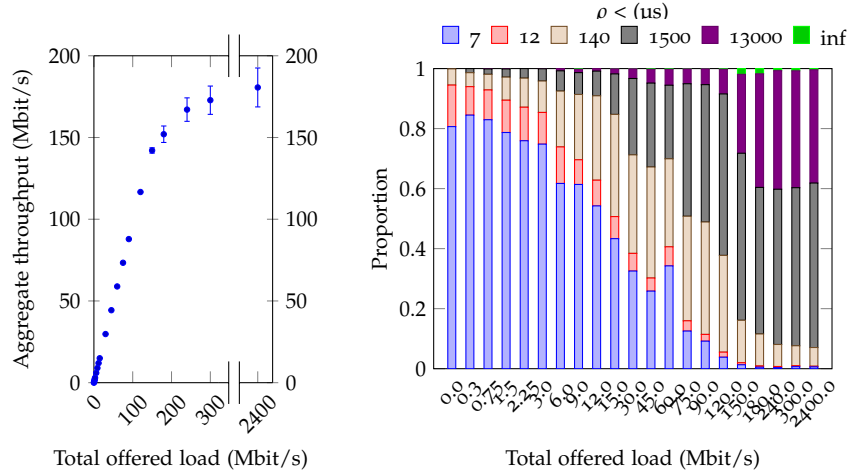 ρ < (us)
7 12 140 1500 13000 inf
200 200
150 150
100 100
50 50
0 0
0 100 200 300 2400
Aggregate throughput (Mbit/s)
Total offered load (Mbit/s)
1
0.8
0.6
0.4
0.2
0
Proportion
0.0 0.3 0.75 1.5 2.25 3.0 6.0 9.0 12.0 15.0 30.0 45.0 60.0 75.0 90.0 120.0 150.0 180.0 240.0 300.0 2400.0
Total offered load (Mbit/s)